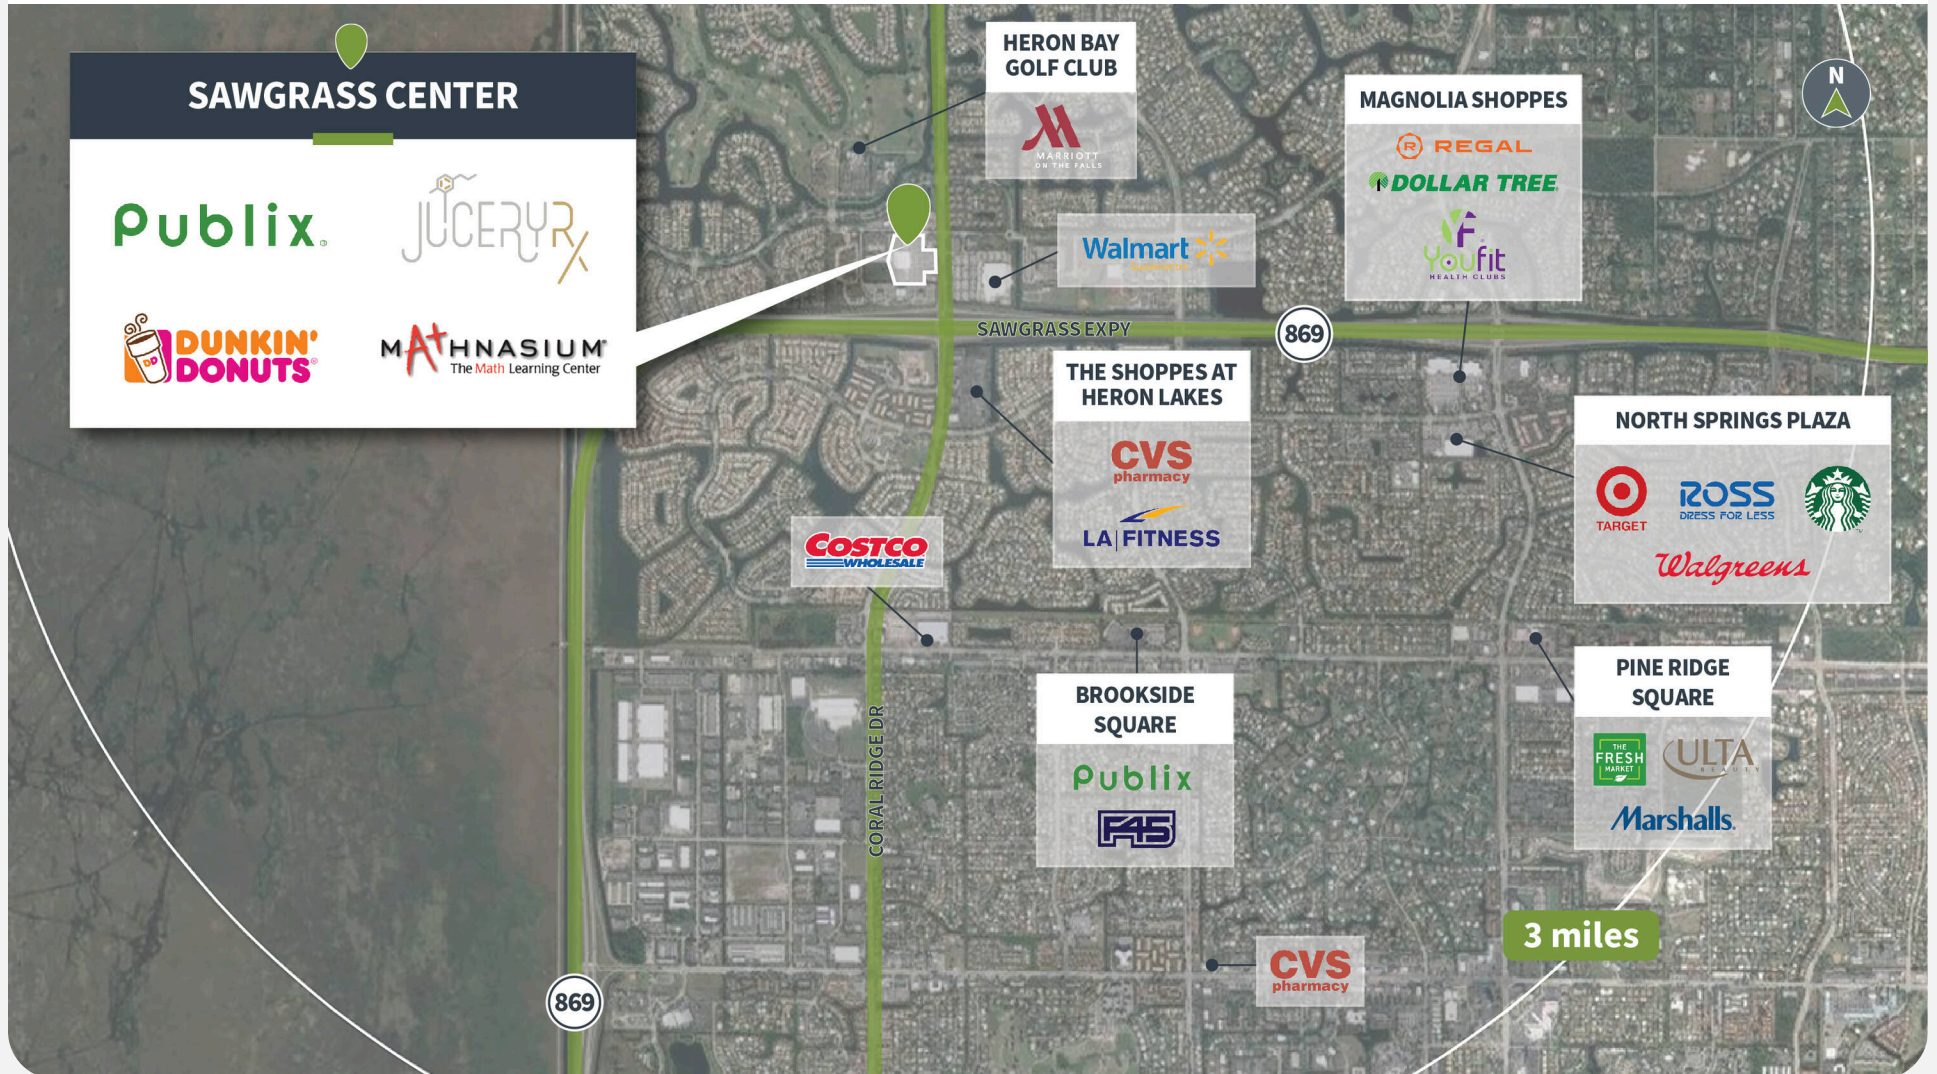 SAWGRASS CENTER
Publix.
JUCERYRx
DUNKIN'
DONUTS
DD
MATHNASIUM
The Math Learning Center
HERON BAY
GOLF CLUB
MARRIOTT
ON THE FALLS
MAGNOLIA SHOPPES
R REGAL
DOLLAR TREE
Youfit
HEALTH CLUBS
N
Walmart
SAWGRASS EXPY
869
THE SHOPPES AT
HERON LAKES
CVS
pharmacy
LA|FITNESS
NORTH SPRINGS PLAZA
TARGET
ROSS
DRESS FOR LESS
Walgreens
COSTCO
WHOLESALE
BROOKSIDE
SQUARE
Publix
F45
PINE RIDGE
SQUARE
THE
FRESH
MARKET
ULTA
BEAUTY
Marshalls.
CORAL RIDGE DR
3 miles
CVS
pharmacy
869